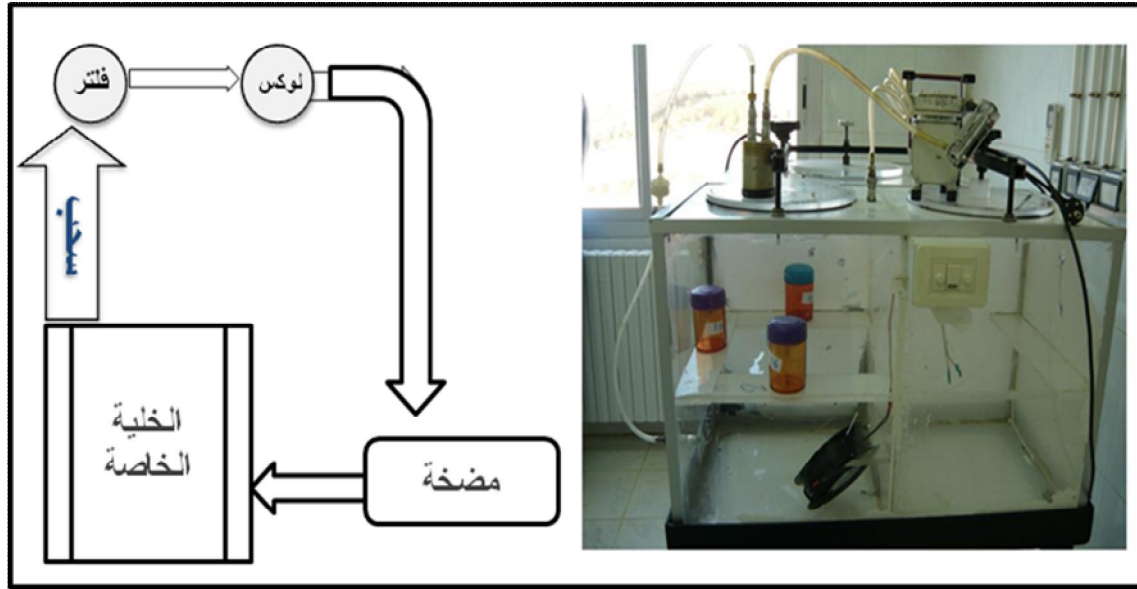 فلتر
لوكس
سحب
الخلية
الخاصة
مضخة